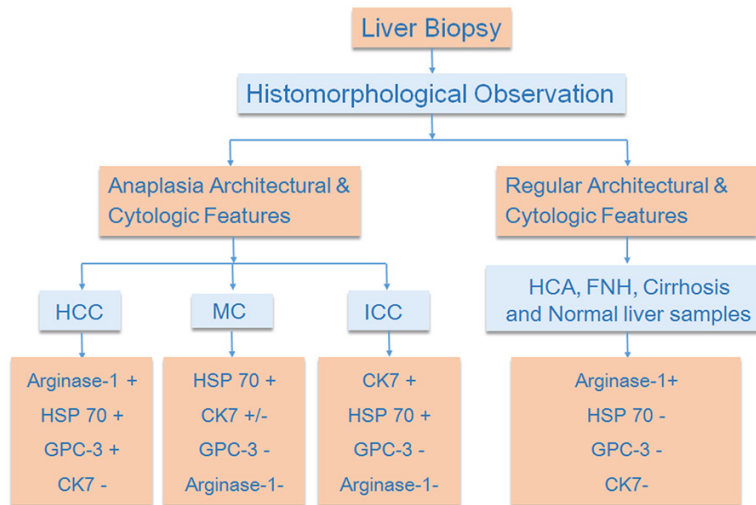 Liver Biopsy
Histomorphological Observation
Anaplasia Architectural &
Cytologic Features
Regular Architectural &
Cytologic Features
HCC
MC
ICC
HCA, FNH, Cirrhosis
and Normal liver samples
Arginase-1 +
HSP 70 +
GPC-3 +
CK7 -
HSP 70 +
CK7 +/-
GPC-3 -
Arginase-1-
CK7 +
HSP 70 +
GPC-3 -
Arginase-1-
Arginase-1+
HSP 70 -
GPC-3 -
CK7-